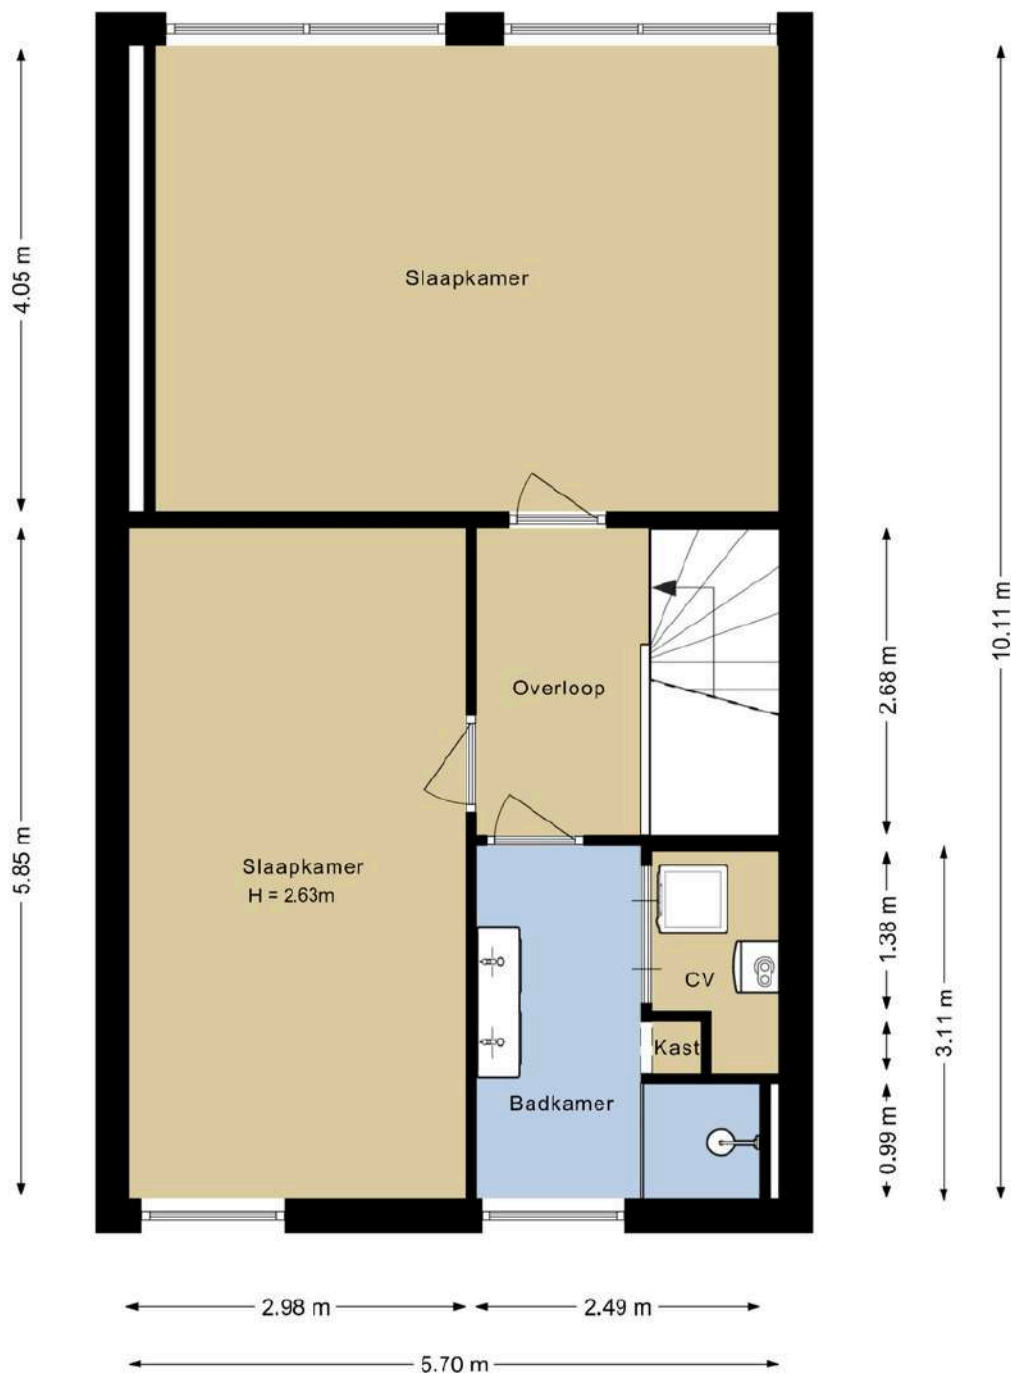 4.05 m
Slaapkamer
10.11 m
Overloop
2.68 m
5.85 m
Slaapkamer
H = 2.63m
1.38 m
CV
3.11 m
Kast
Badkamer
0.99 m
2.98 m
2.49 m
5.70 m